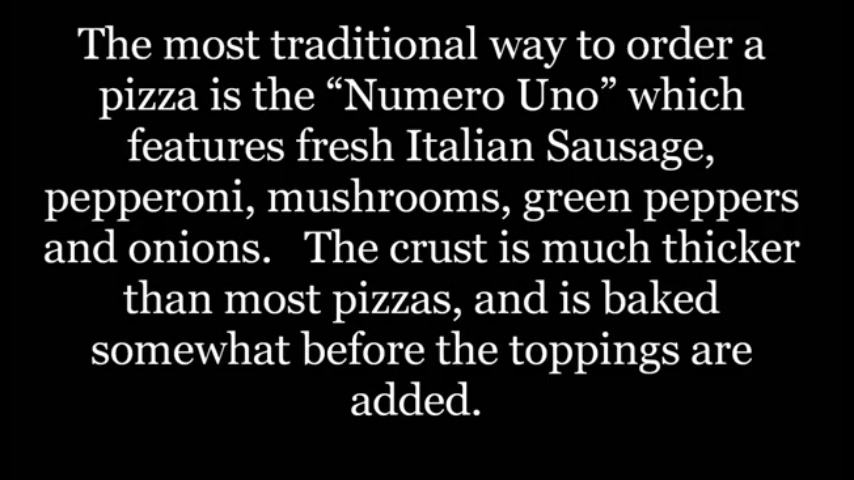 The most traditional way to order a
pizza is the “Numero Uno” which
features fresh Italian Sausage,
pepperoni, mushrooms, green peppers
and onions.   The crust is much thicker
than most pizzas, and is baked
somewhat before the toppings are
added.